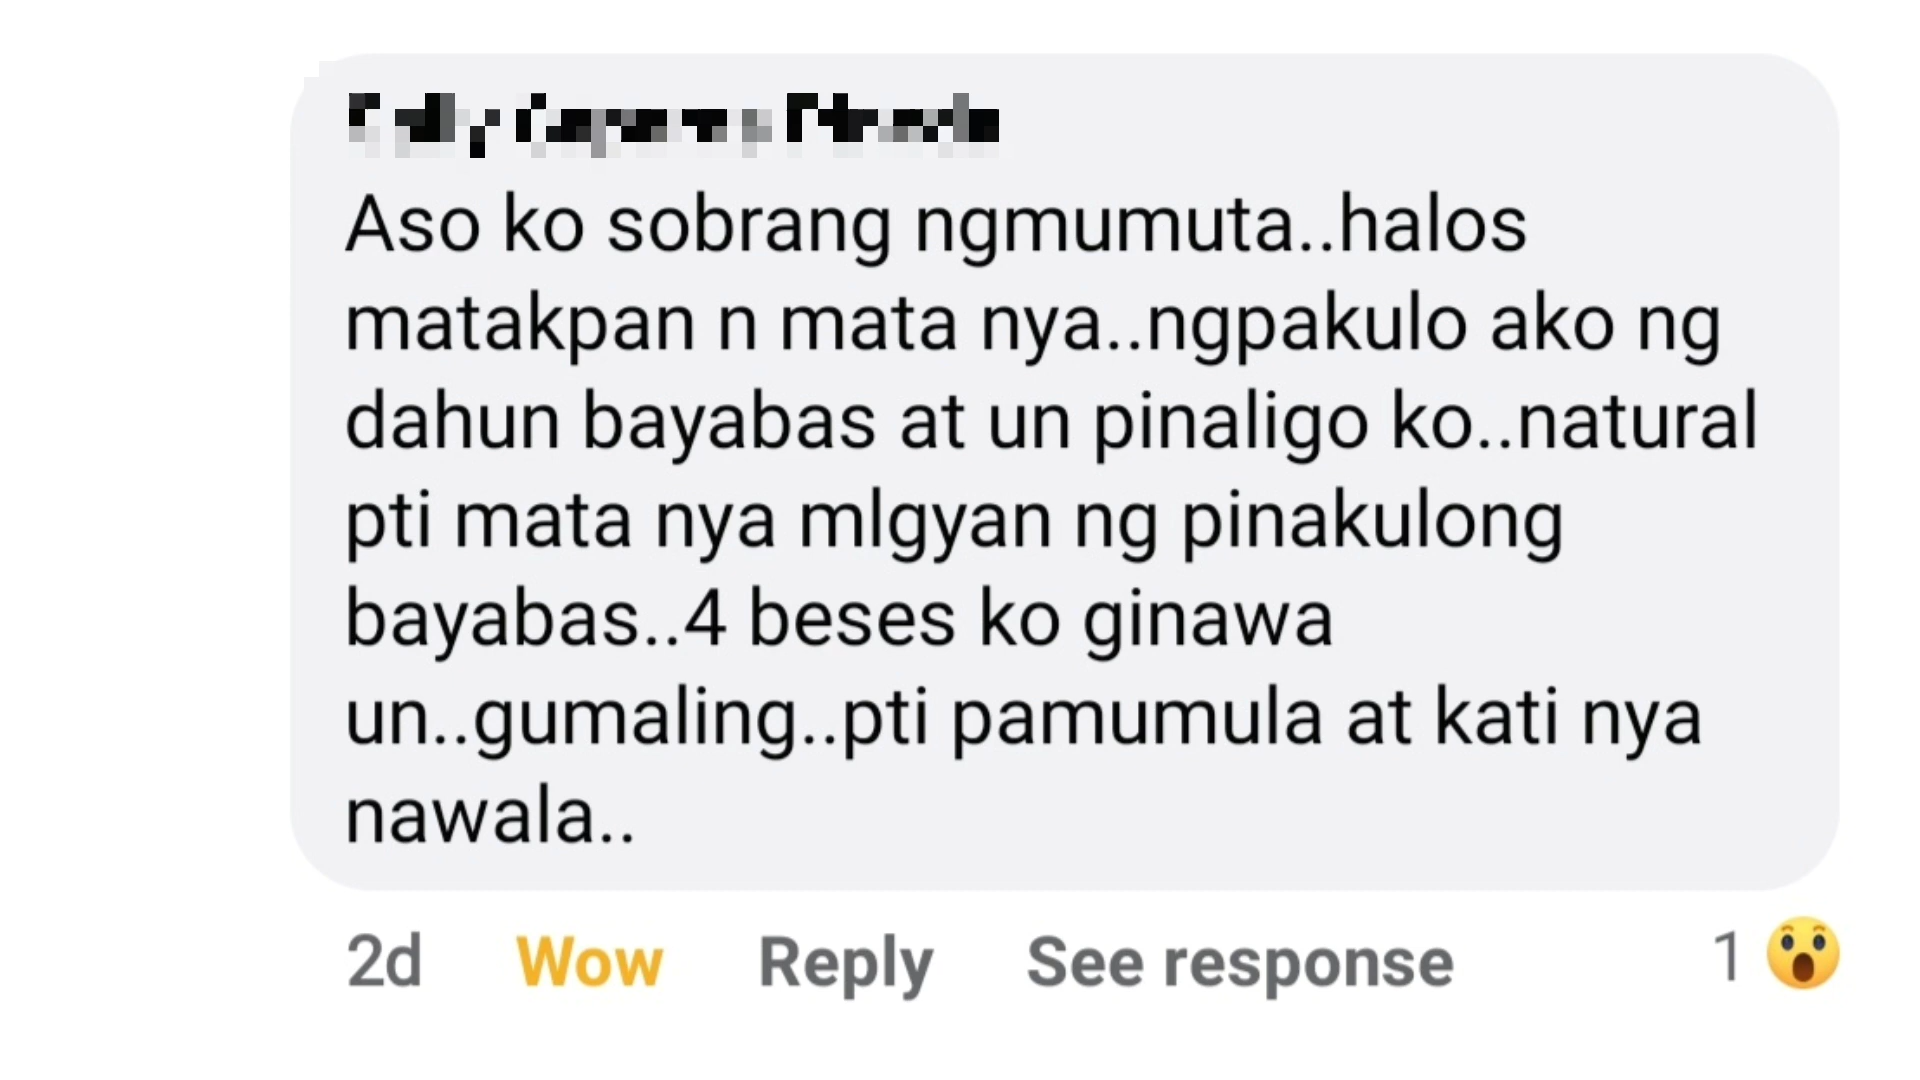 Aso ko sobrang ngmumuta..halos
matakpan n mata nya..ngpakulo ako ng
dahun bayabas at un pinaligo ko..natural
pti mata nya mlgyan ng pinakulong
bayabas..4 beses ko ginawa
un..gumaling..pti pamumula at kati nya
nawala..
2d Wow Reply See response 1